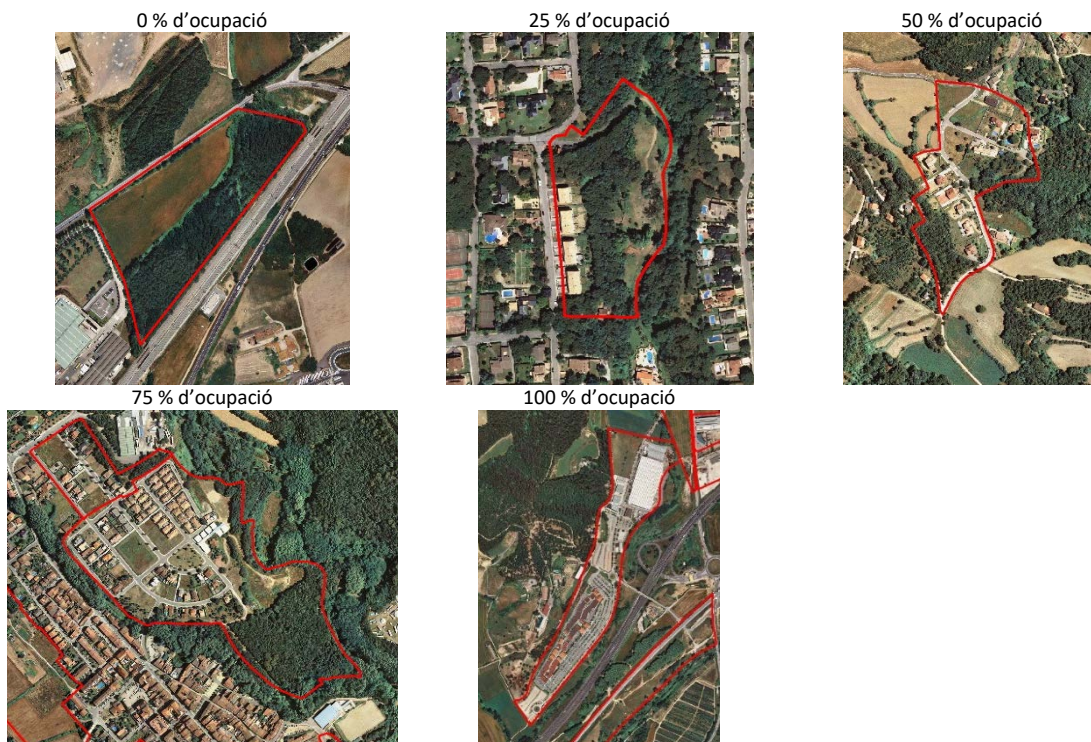 0 % d’ocupació
25 % d’ocupació
50 % d’ocupació
75 % d’ocupació
100 % d’ocupació